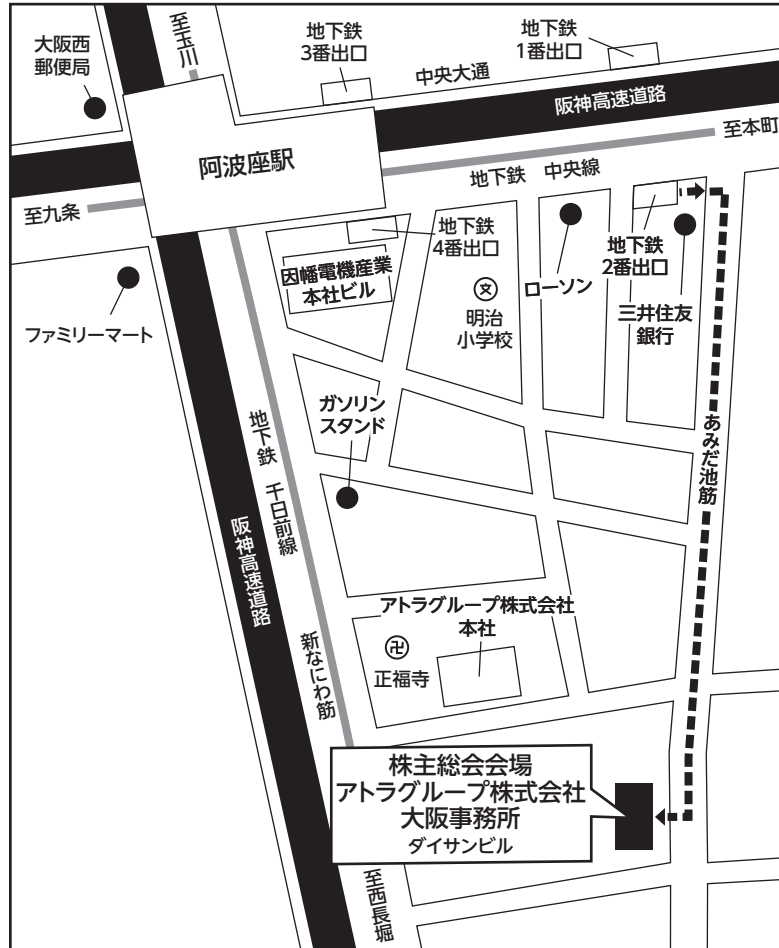 至玉川
大阪西
郵便局
地下鉄
3番出口
地下鉄
1番出口
中央大通
阪神高速道路
至本町
阿波座駅
地下鉄 中央線
至九条
地下鉄
4番出口
地下鉄
2番出口
因幡電機産業
本社ビル
文
明治
小学校
ローソン
三井住友
銀行
ファミリーマート
ガソリン
スタンド
あみだ池筋
地下鉄 千日前線
阪神高速道路
アトラグループ株式会社
本社
卍
正福寺
新なにわ筋
株主総会会場
アトラグループ株式会社
大阪事務所
ダイサンビル
至西長堀